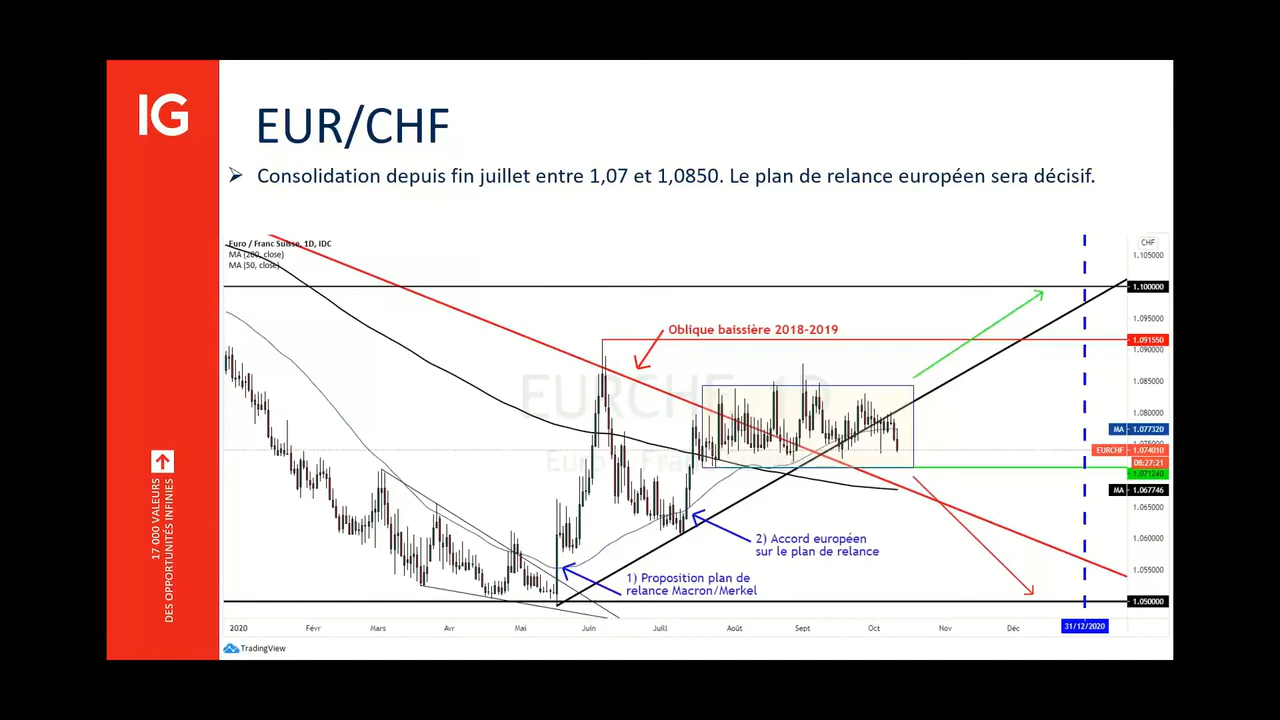 IG
EUR/CHF
➢ Consolidation depuis fin juillet entre 1,07 et 1,0850. Le plan de relance européen sera décisif.
Euro / Franc Suisse, 1D, IDC
MA (200, close)
MA (50, close)
CHF
1.105000
1.100000
1.095000
1.091550
1.090000
1.085000
1.080000
MA 1.077320
EURCHF 1.074010
08:27:21
1.071240
MA 1.067746
1.065000
1.060000
1.055000
1.050000
Oblique baissière 2018-2019
EURCHF, 1D
2) Accord européen
sur le plan de relance
1) Proposition plan de
relance Macron/Merkel
2020 Févr Mars Avr Mai Juin Juill Août Sept Oct Nov Déc 31/12/2020
TradingView
17 000 VALEURS
DES OPPORTUNITÉS INFINIES